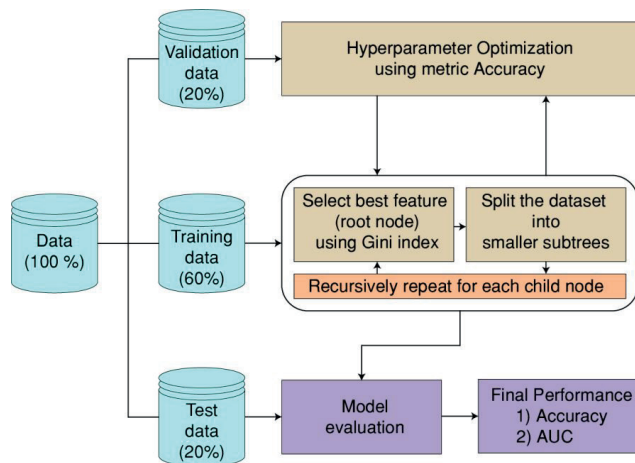 Validation
data
(20%)
Hyperparameter Optimization
using metric Accuracy
Data
(100 %)
Training
data
(60%)
Select best feature
(root node)
using Gini index
Split the dataset
into
smaller subtrees
Recursively repeat for each child node
Test
data
(20%)
Model
evaluation
Final Performance
1) Accuracy
2) AUC